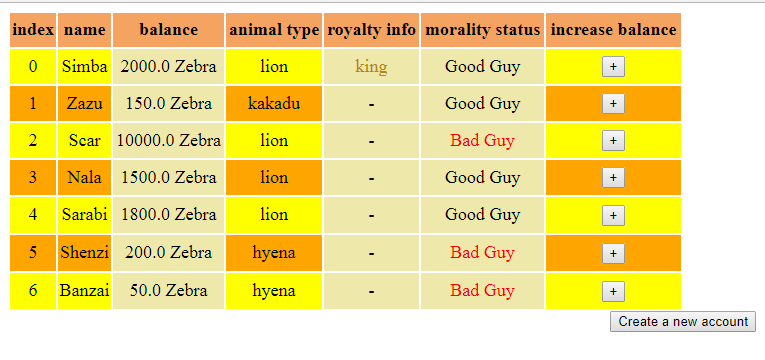 index name balance animal type royalty info morality status increase balance
0 Simba 2000.0 Zebra lion king Good Guy +
1 Zazu 150.0 Zebra kakadu - Good Guy +
2 Scar 10000.0 Zebra lion - Bad Guy +
3 Nala 1500.0 Zebra lion - Good Guy +
4 Sarabi 1800.0 Zebra lion - Good Guy +
5 Shenzi 200.0 Zebra hyena - Bad Guy +
6 Banzai 50.0 Zebra hyena - Bad Guy +
Create a new account